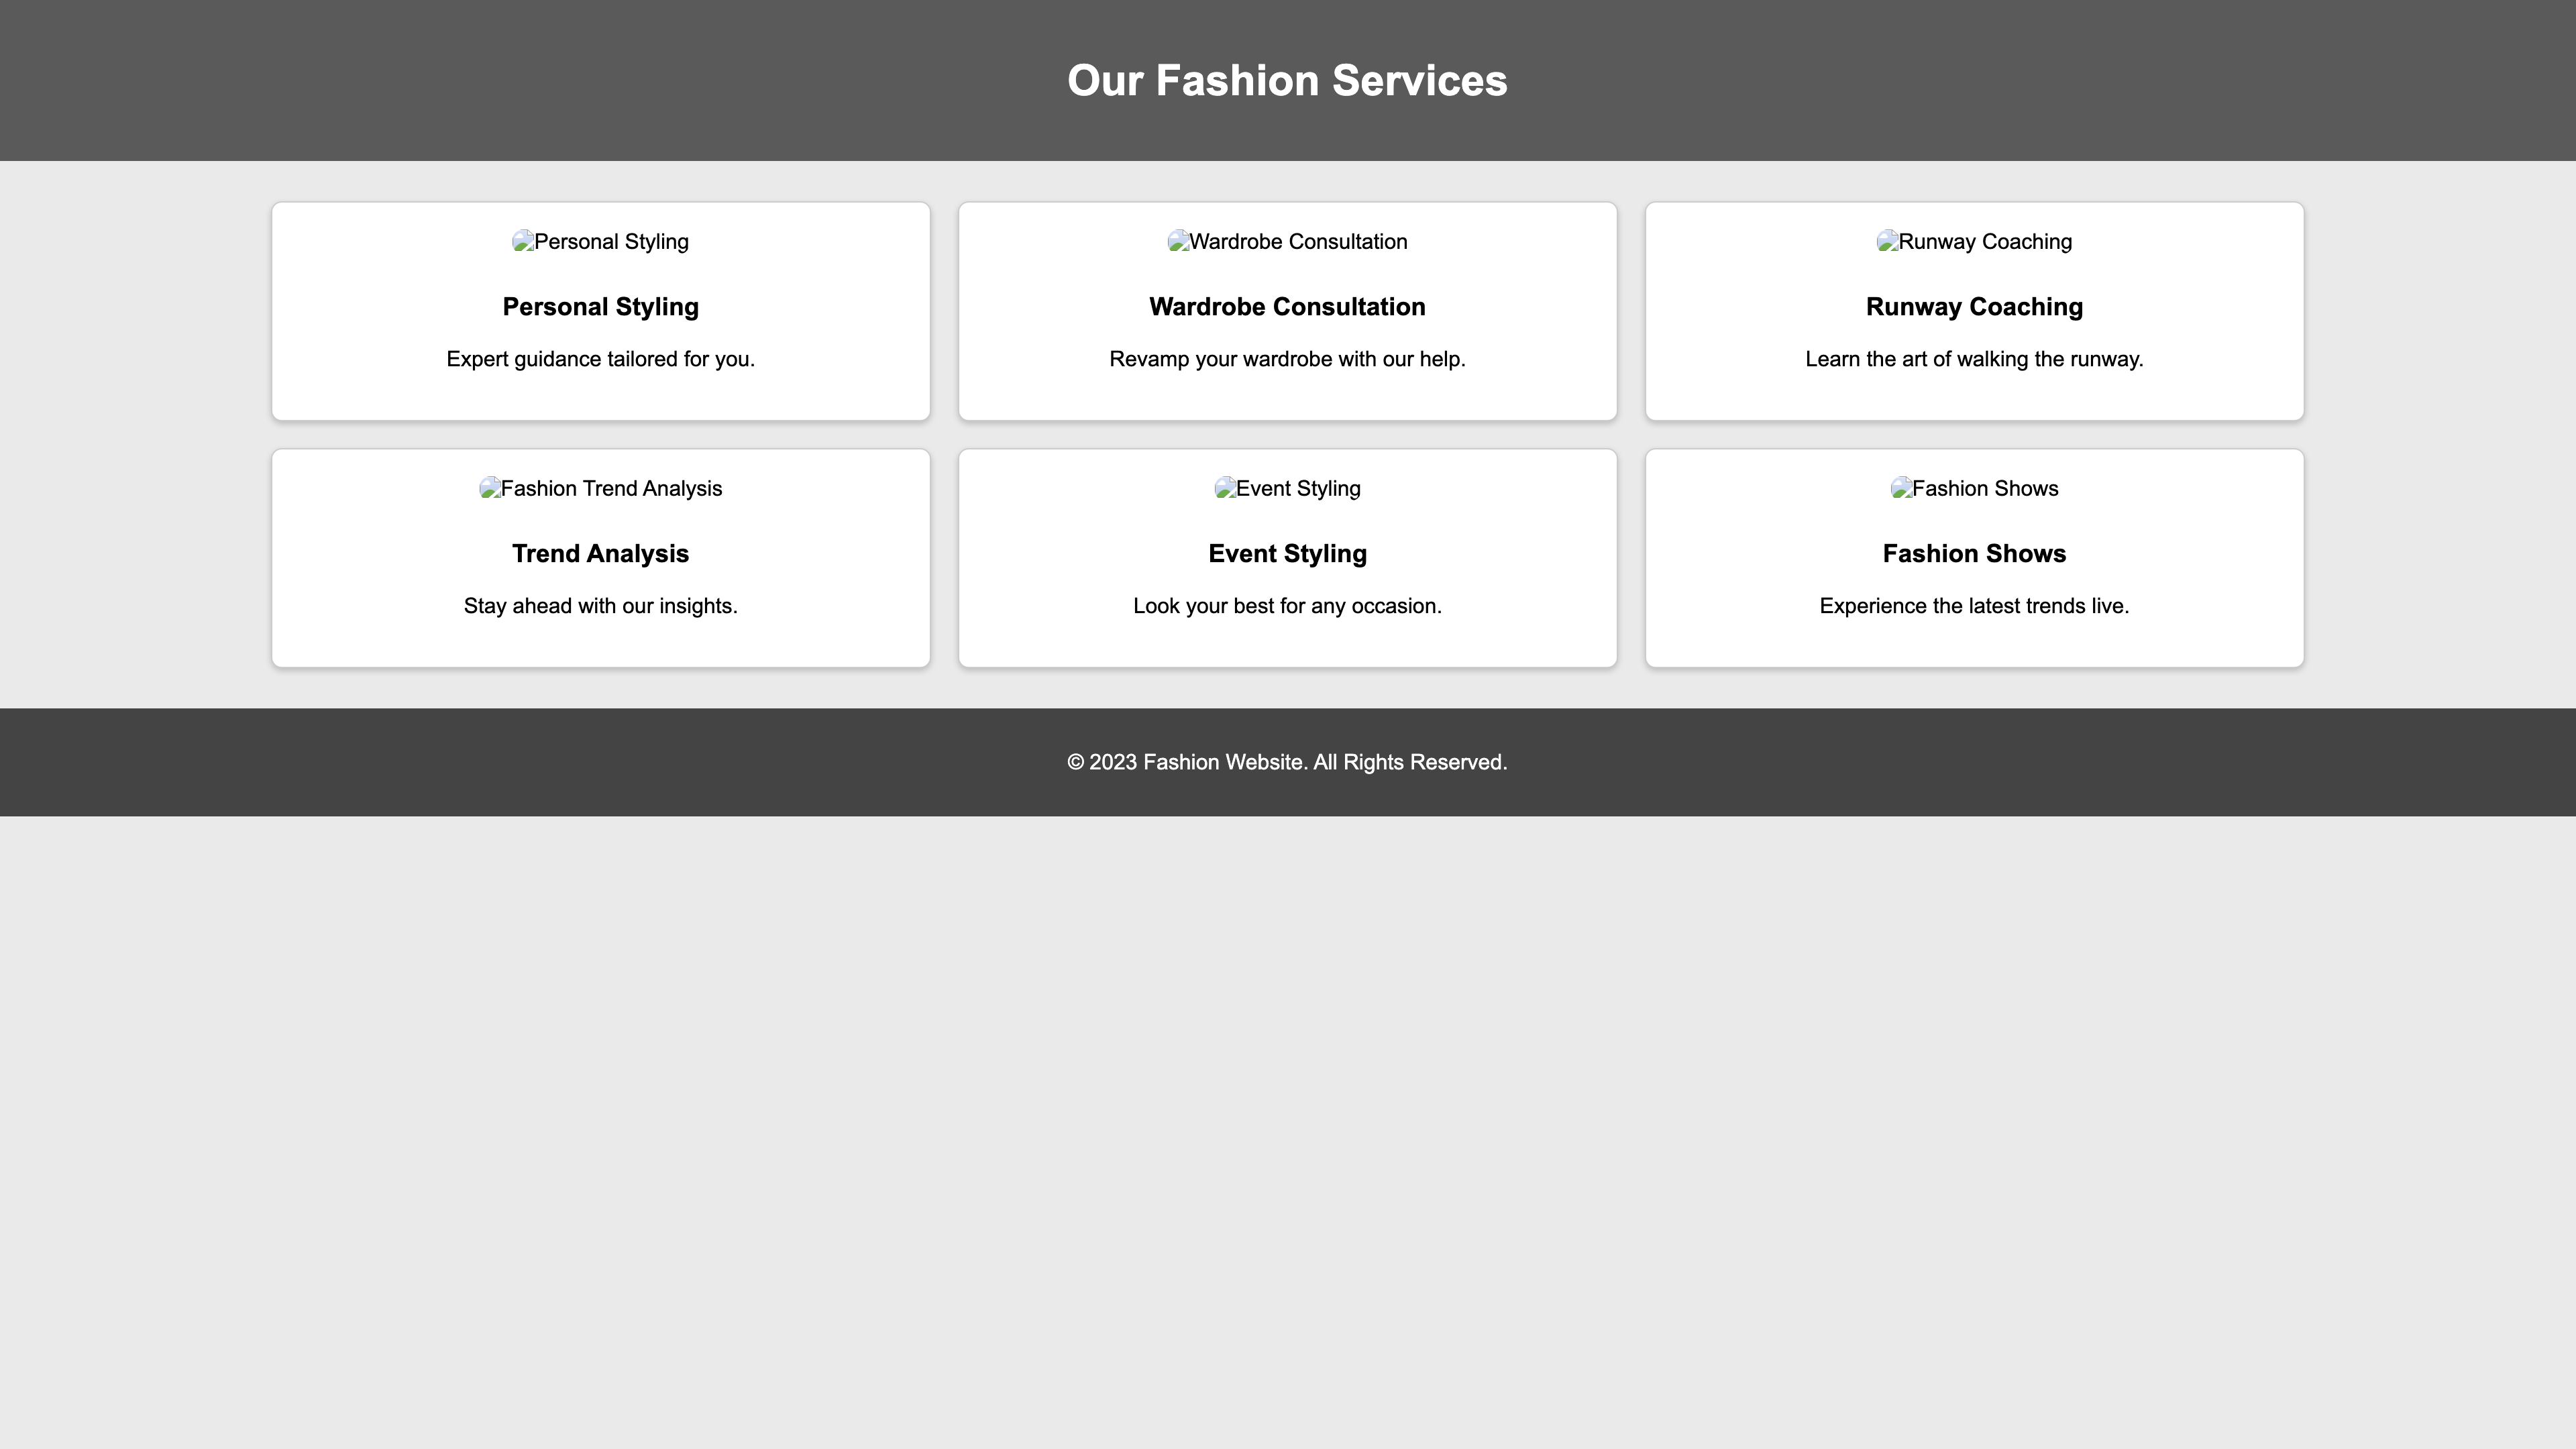 Our Fashion Services
Personal Styling
Personal Styling
Expert guidance tailored for you.
Wardrobe Consultation
Wardrobe Consultation
Revamp your wardrobe with our help.
Runway Coaching
Runway Coaching
Learn the art of walking the runway.
Fashion Trend Analysis
Trend Analysis
Stay ahead with our insights.
Event Styling
Event Styling
Look your best for any occasion.
Fashion Shows
Fashion Shows
Experience the latest trends live.
© 2023 Fashion Website. All Rights Reserved.